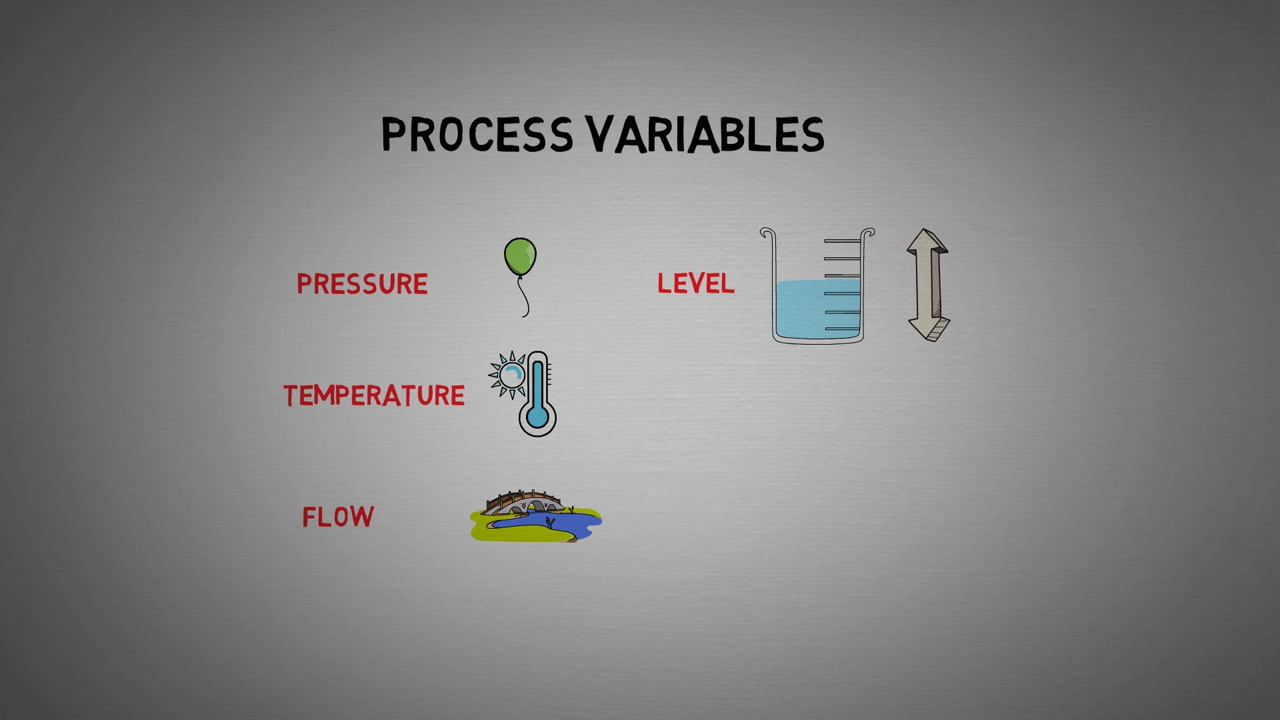 PROCESS VARIABLES
PRESSURE
LEVEL
TEMPERATURE
FLOW